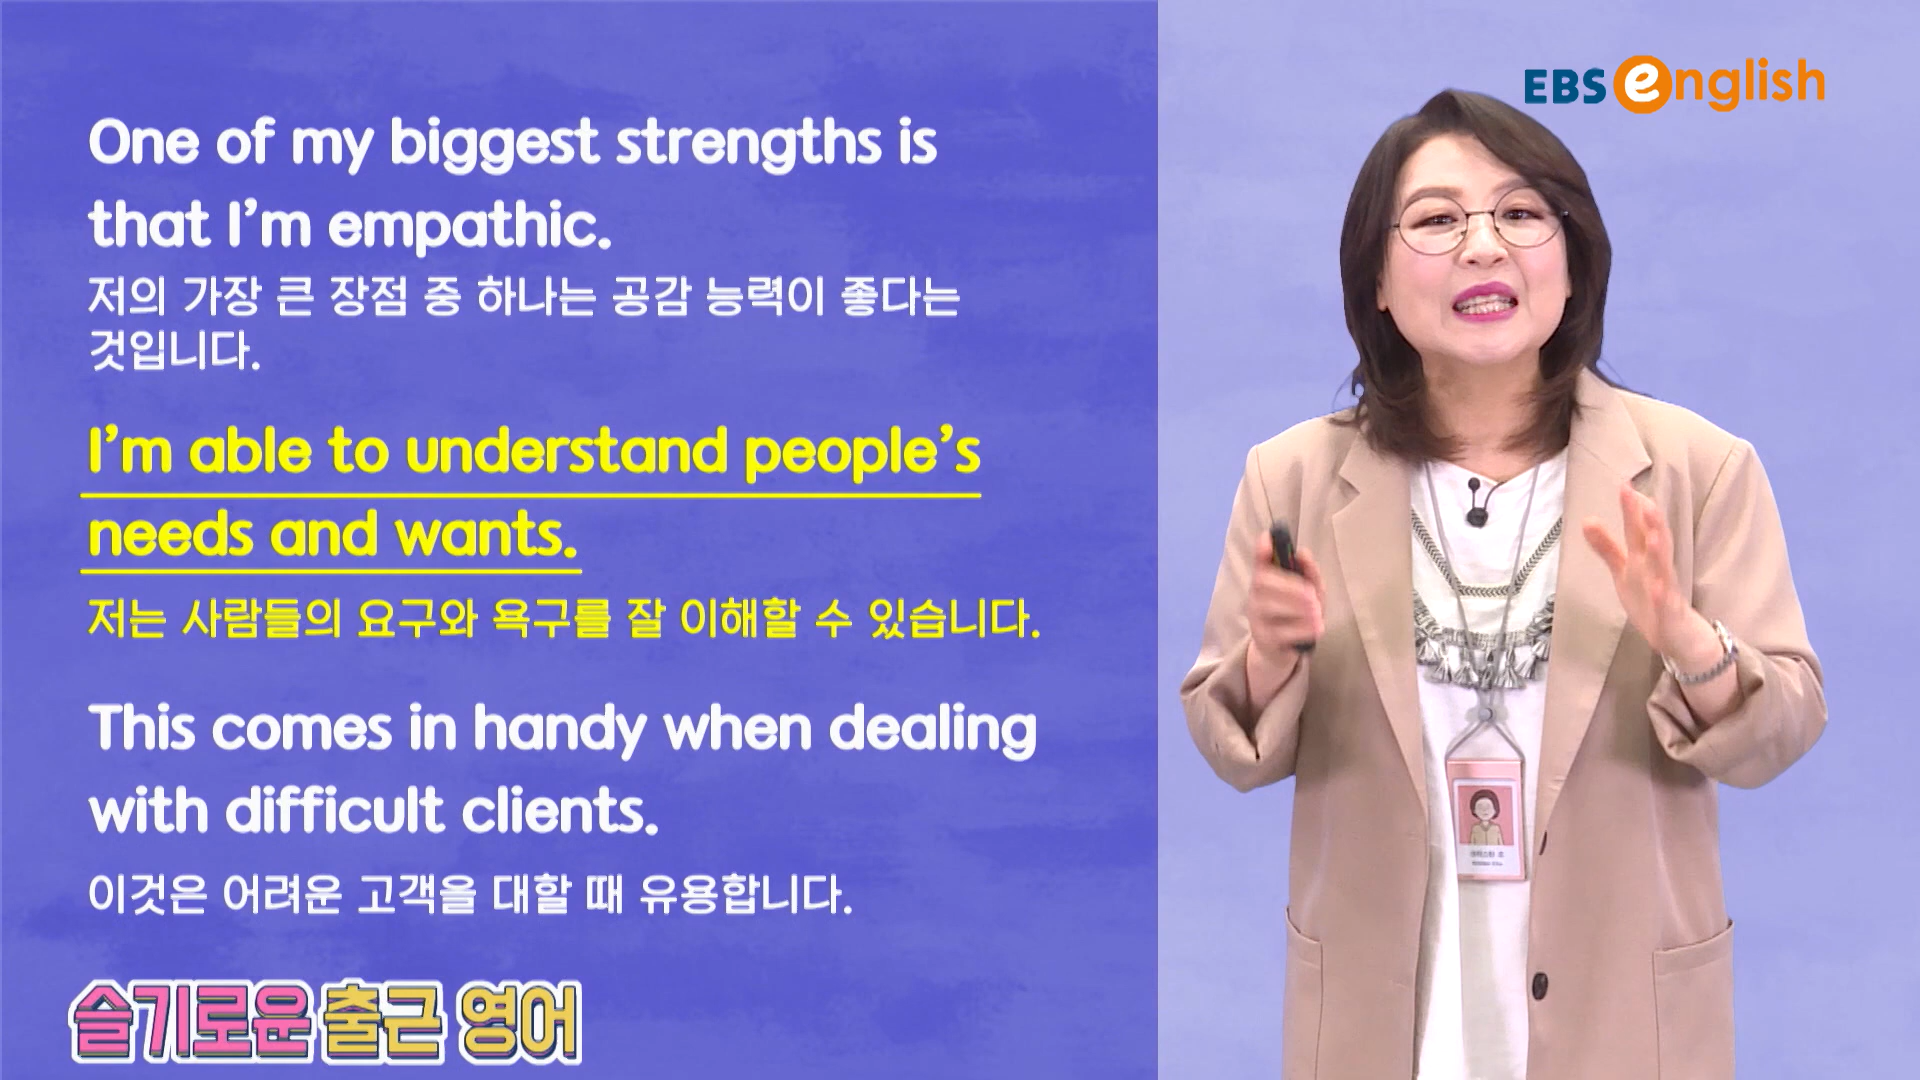 EBS english
One of my biggest strengths is
that I'm empathic.
저의 가장 큰 장점 중 하나는 공감 능력이 좋다는
것입니다.
I'm able to understand people's
needs and wants.
저는 사람들의 요구와 욕구를 잘 이해할 수 있습니다.
This comes in handy when dealing
with difficult clients.
이것은 어려운 고객을 대할 때 유용합니다.
슬기로운 출근 영어